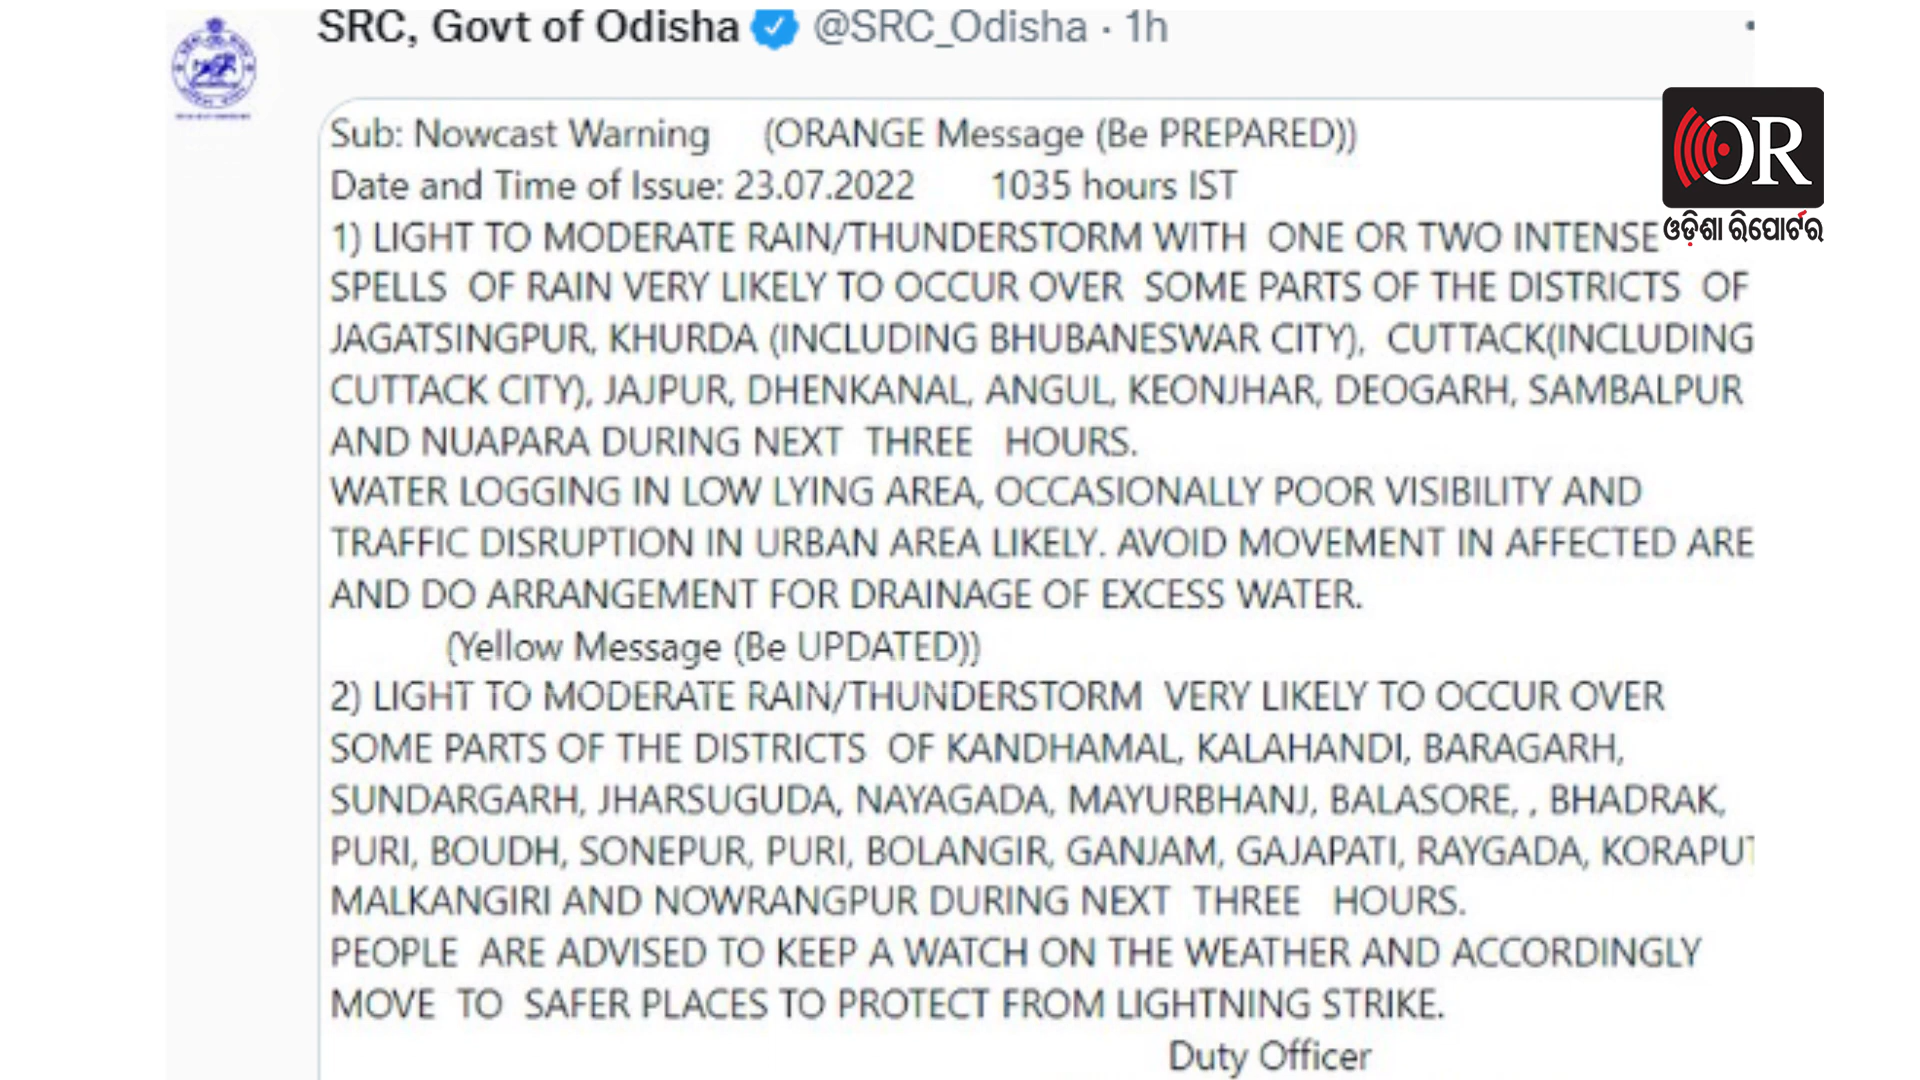 SRC, Govt of Odisha @SRC_Odisha · 1h
OR
ଓଡ଼ିଶା ରିପୋର୍ଟର
Sub: Nowcast Warning (ORANGE Message (Be PREPARED))
Date and Time of Issue: 23.07.2022 1035 hours IST
1) LIGHT TO MODERATE RAIN/THUNDERSTORM WITH ONE OR TWO INTENSE
SPELLS OF RAIN VERY LIKELY TO OCCUR OVER SOME PARTS OF THE DISTRICTS OF
JAGATSINGPUR, KHURDA (INCLUDING BHUBANESWAR CITY), CUTTACK(INCLUDING
CUTTACK CITY), JAJPUR, DHENKANAL, ANGUL, KEONJHAR, DEOGARH, SAMBALPUR
AND NUAPARA DURING NEXT THREE HOURS.
WATER LOGGING IN LOW LYING AREA, OCCASIONALLY POOR VISIBILITY AND
TRAFFIC DISRUPTION IN URBAN AREA LIKELY. AVOID MOVEMENT IN AFFECTED ARE
AND DO ARRANGEMENT FOR DRAINAGE OF EXCESS WATER.
(Yellow Message (Be UPDATED))
2) LIGHT TO MODERATE RAIN/THUNDERSTORM VERY LIKELY TO OCCUR OVER
SOME PARTS OF THE DISTRICTS OF KANDHAMAL, KALAHANDI, BARAGARH,
SUNDARGARH, JHARSUGUDA, NAYAGADA, MAYURBHANJ, BALASORE, , BHADRAK,
PURI, BOUDH, SONEPUR, PURI, BOLANGIR, GANJAM, GAJAPATI, RAYGADA, KORAPUT
MALKANGIRI AND NOWRANGPUR DURING NEXT THREE HOURS.
PEOPLE ARE ADVISED TO KEEP A WATCH ON THE WEATHER AND ACCORDINGLY
MOVE TO SAFER PLACES TO PROTECT FROM LIGHTNING STRIKE.
Duty Officer